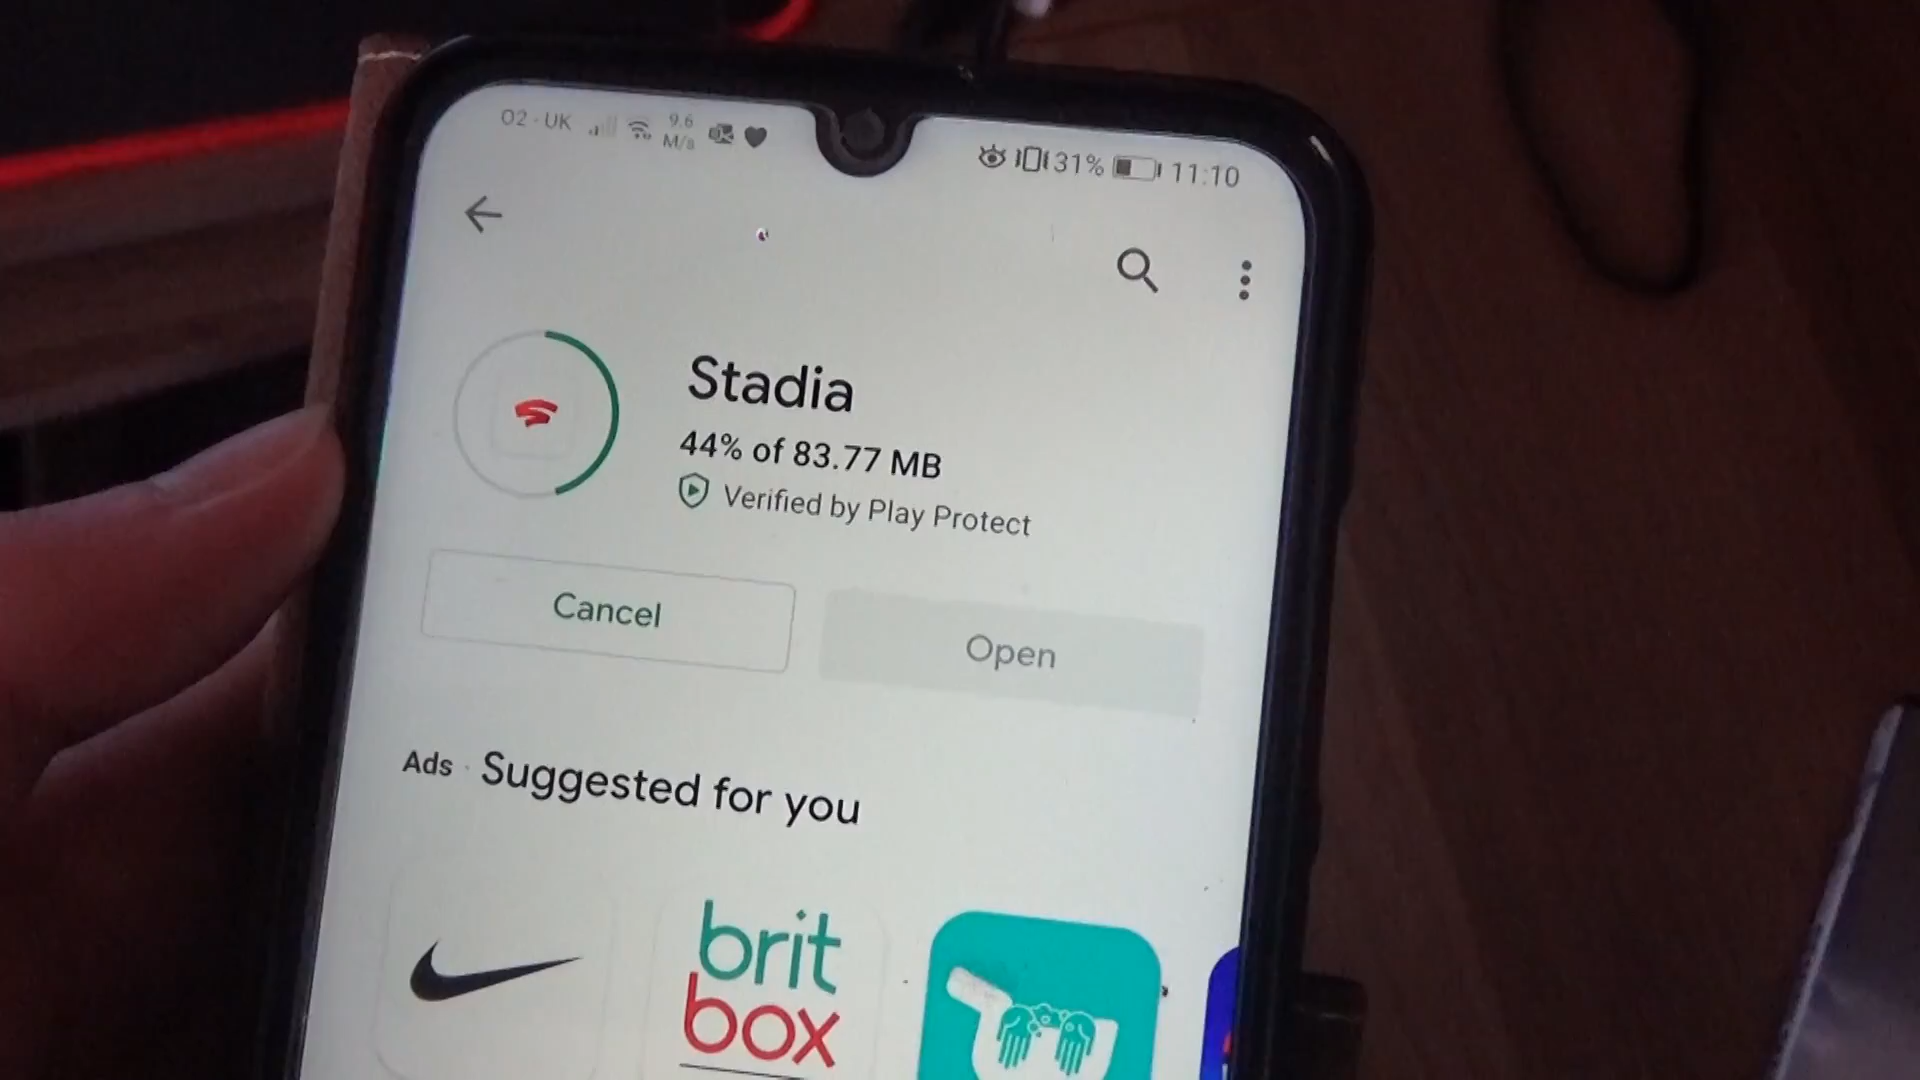 O2 - UK 9.6 M/s 31% 11:10
Stadia
44% of 83.77 MB
Verified by Play Protect
Cancel Open
Ads · Suggested for you
brit
box